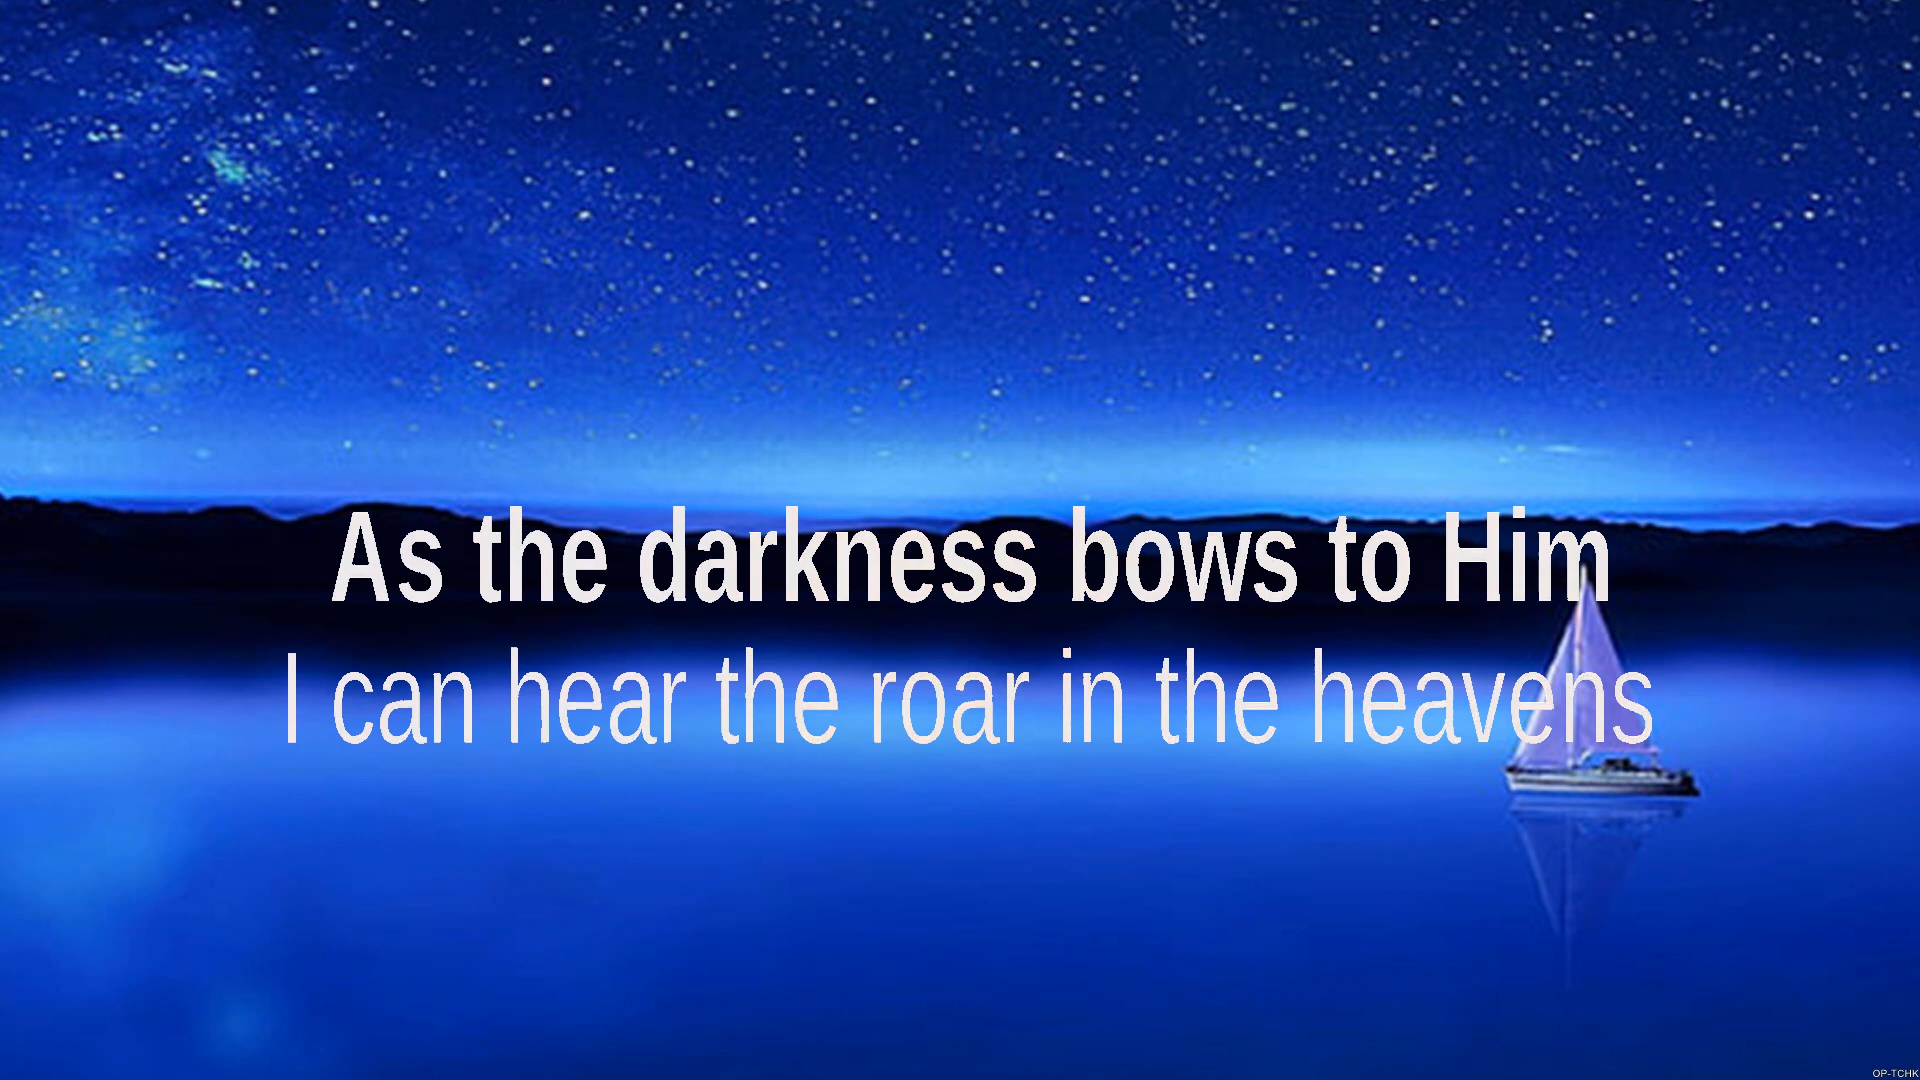 As the darkness bows to Him
I can hear the roar in the heavens
OP-TCHK